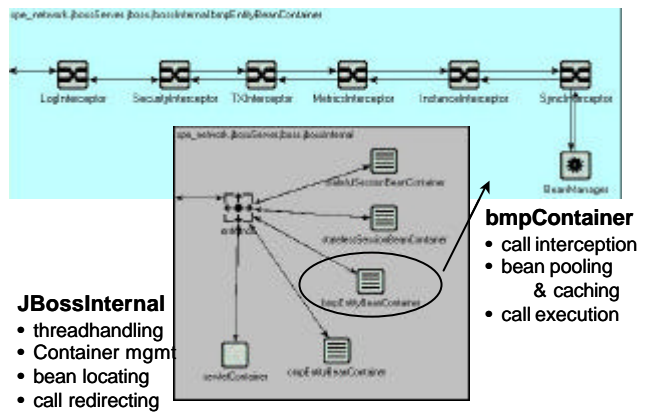 spe_network.jbossServer.jboss.jbossInternal.bmpEntityBeanContainer
LogInterceptor SecurityInterceptor TXInterceptor MetricsInterceptor InstanceInterceptor SyncInterceptor
BeanManager
spe_network.jbossServer.jboss.jbossInternal
statefulSessionBeanContainer
statelessSessionBeanContainer
bmpEntityBeanContainer
servletContainer
cmpEntityBeanContainer
bmpContainer
• call interception
• bean pooling
& caching
• call execution
JBossInternal
• threadhandling
• Container mgmt
• bean locating
• call redirecting